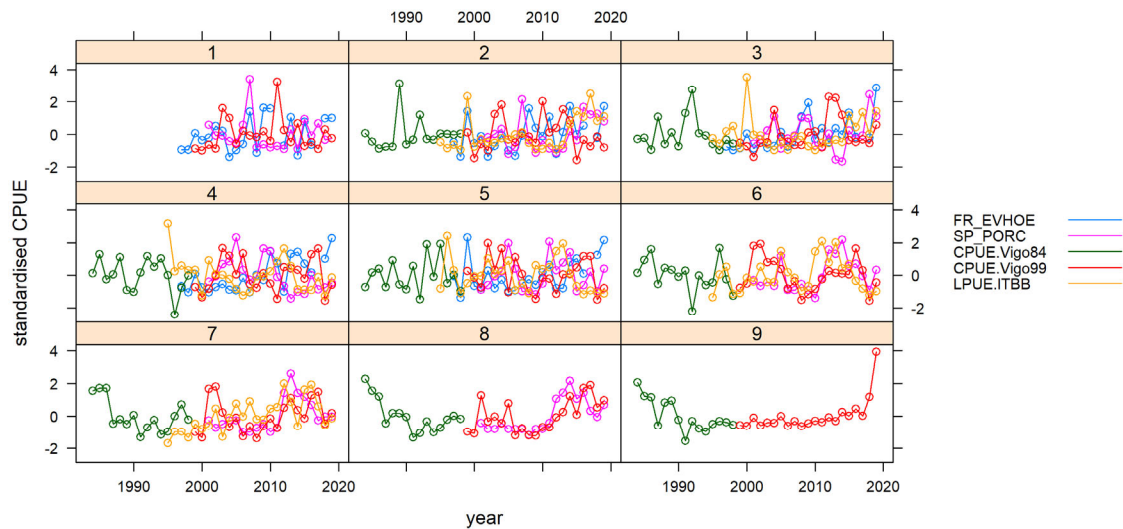 1990 2000 2010 2020
1 2 3
4
2
0
-2
4 5 6
4
2
0
-2
standardised CPUE
7 8 9
4
2
0
-2
1990 2000 2010 2020
1990 2000 2010 2020
year
FR_EVHOE
SP_PORC
CPUE.Vigo84
CPUE.Vigo99
LPUE.ITBB